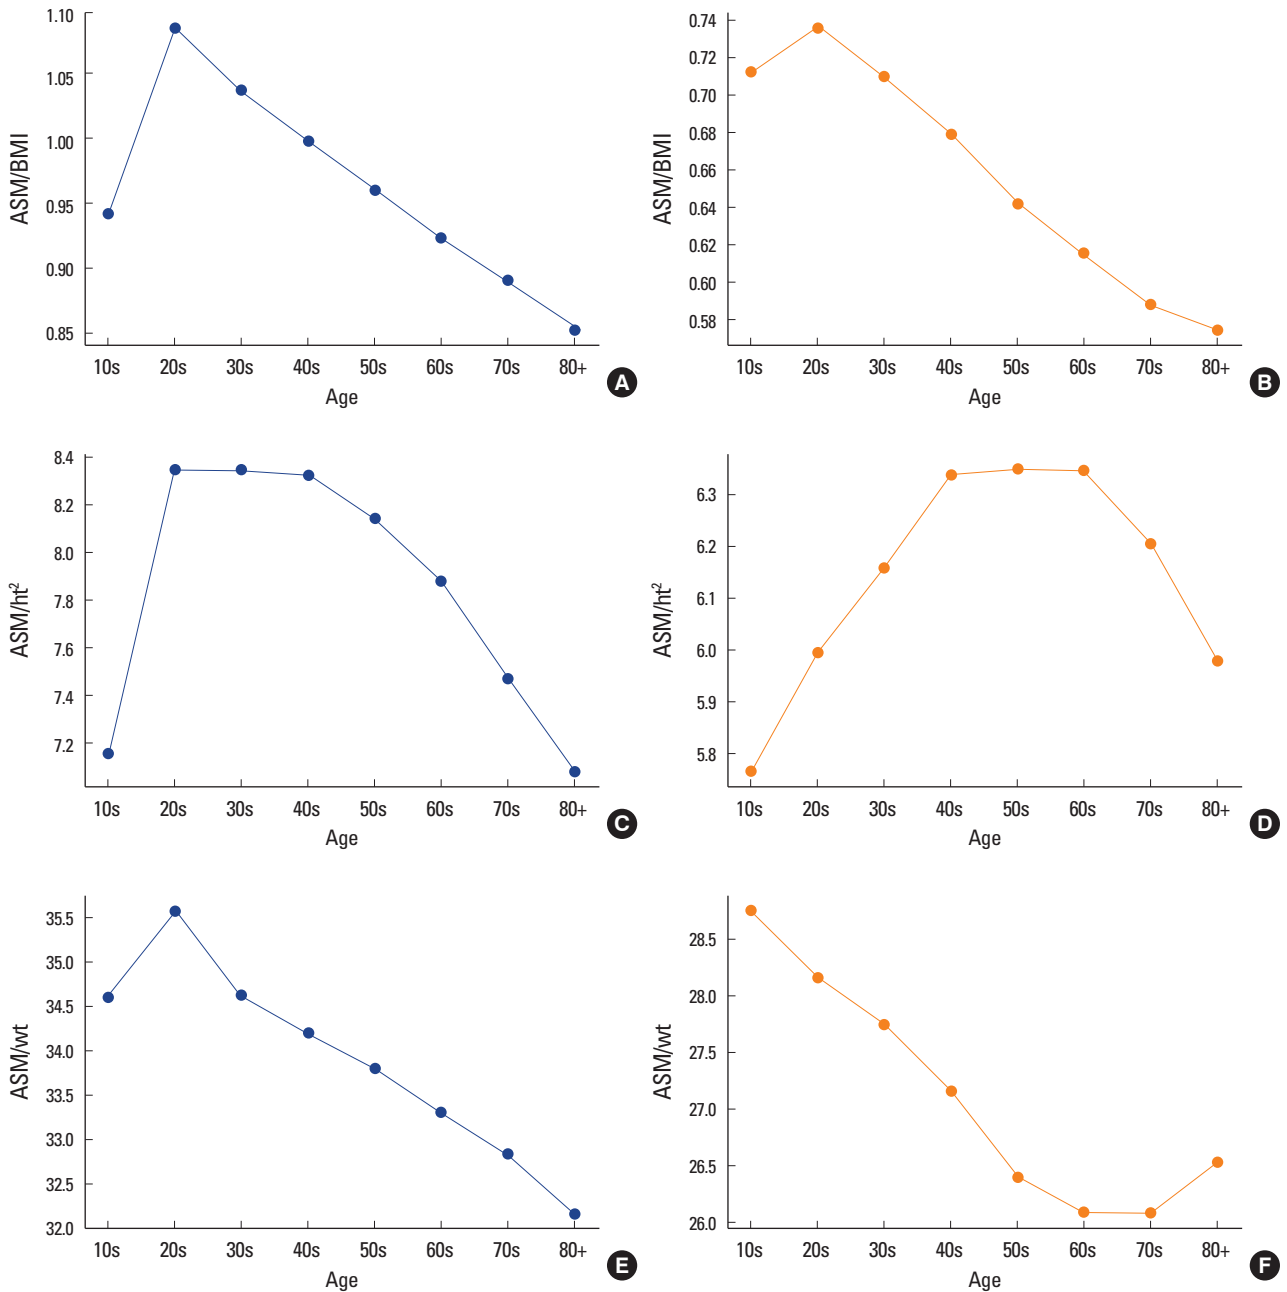 1.10
1.05
1.00
0.95
0.90
0.85
ASM/BMI
10s 20s 30s 40s 50s 60s 70s 80+
Age
A
0.74
0.72
0.70
0.68
0.66
0.64
0.62
0.60
0.58
ASM/BMI
10s 20s 30s 40s 50s 60s 70s 80+
Age
B
8.4
8.2
8.0
7.8
7.6
7.4
7.2
ASM/ht²
10s 20s 30s 40s 50s 60s 70s 80+
Age
C
6.3
6.2
6.1
6.0
5.9
5.8
ASM/ht²
10s 20s 30s 40s 50s 60s 70s 80+
Age
D
35.5
35.0
34.5
34.0
33.5
33.0
32.5
32.0
ASM/wt
10s 20s 30s 40s 50s 60s 70s 80+
Age
E
28.5
28.0
27.5
27.0
26.5
26.0
ASM/wt
10s 20s 30s 40s 50s 60s 70s 80+
Age
F